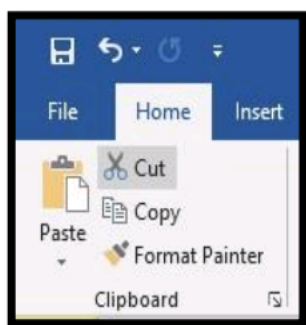 File Home Insert
Cut
Copy
Paste
Format Painter
Clipboard